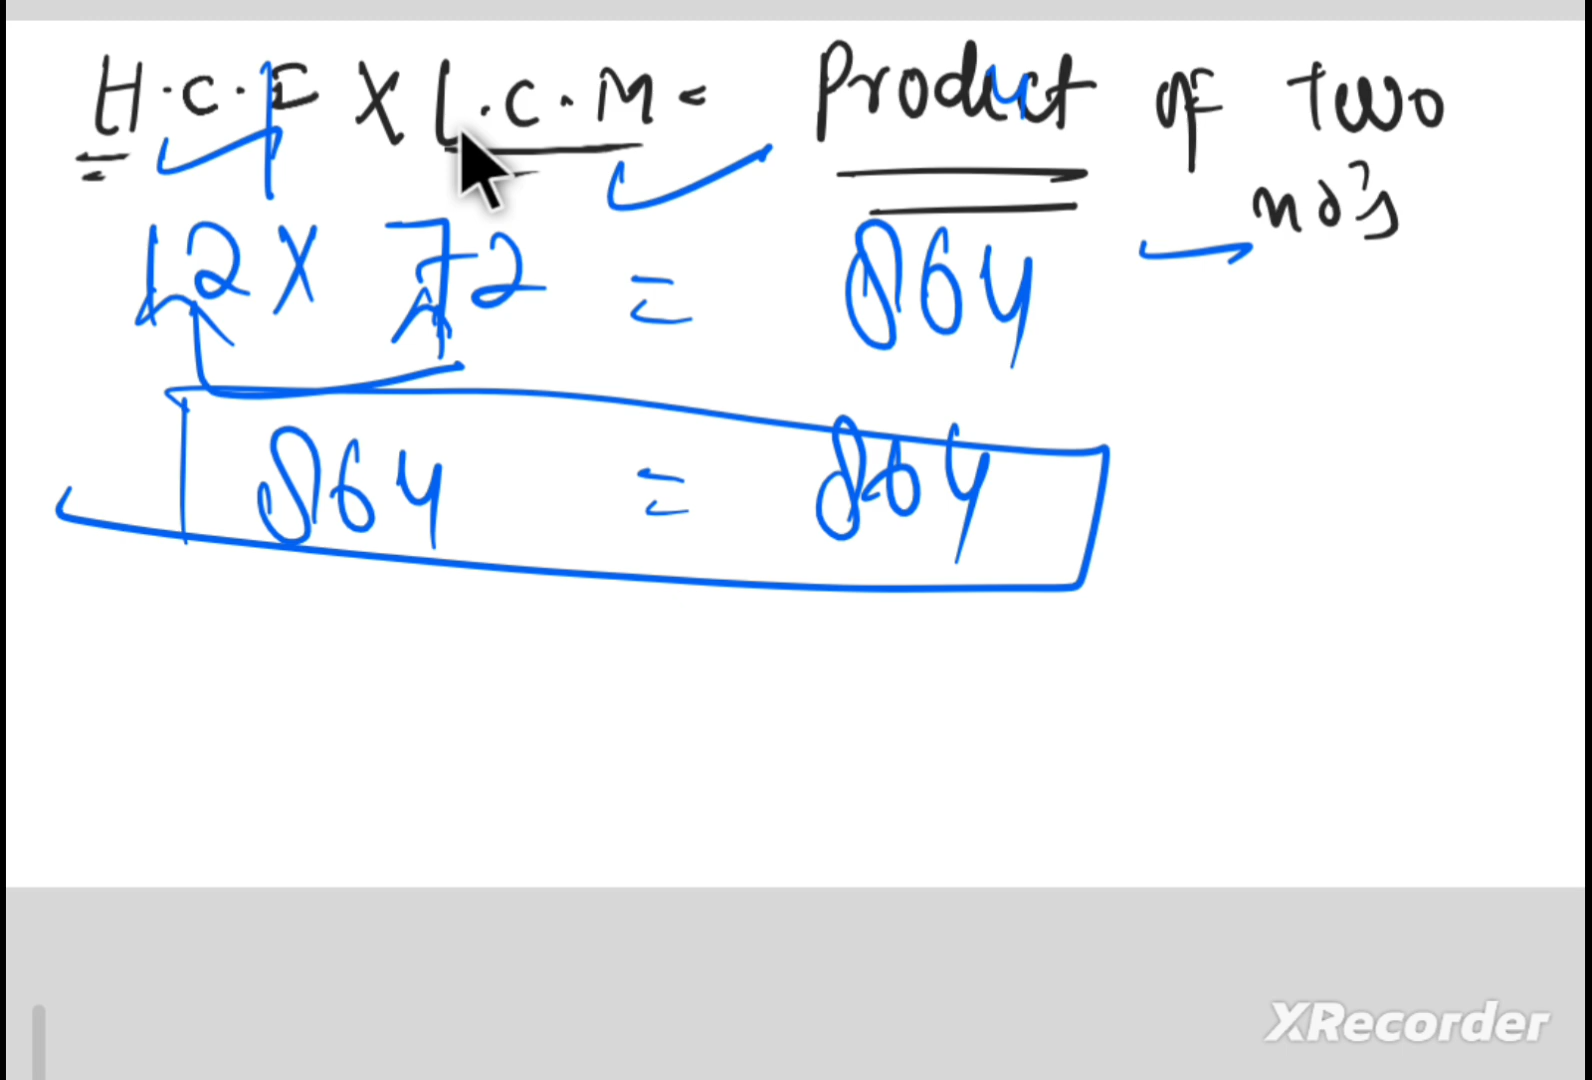 H.C.F X L.C.M = Product of two
no's
12 X 72 = 864
864 = 864
XRecorder